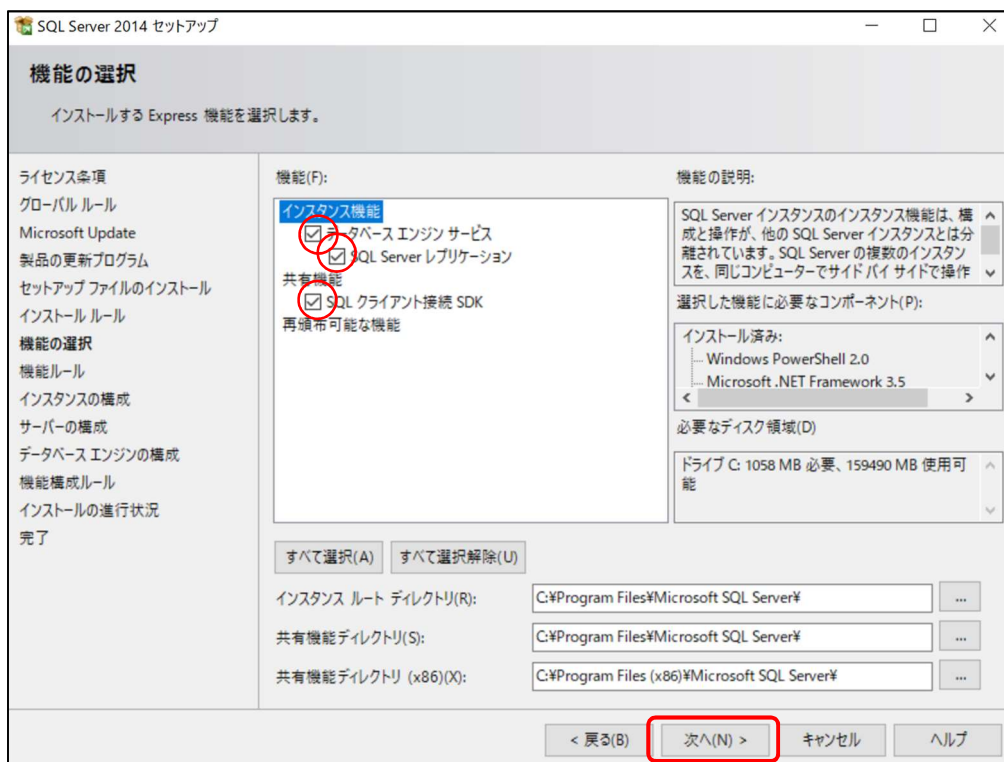 SQL Server 2014 セットアップ
機能の選択
インストールする Express 機能を選択します。
ライセンス条項
グローバル ルール
Microsoft Update
製品の更新プログラム
セットアップ ファイルのインストール
インストール ルール
機能の選択
機能ルール
インスタンスの構成
サーバーの構成
データベース エンジンの構成
機能構成ルール
インストールの進行状況
完了
機能(F):
インスタンス機能
データベース エンジン サービス
SQL Server レプリケーション
共有機能
SQL クライアント接続 SDK
再頒布可能な機能
機能の説明:
SQL Server インスタンスのインスタンス機能は、構
成と操作が、他の SQL Server インスタンスとは分
離されています。SQL Server の複数のインスタン
スを、同じコンピューターでサイド バイ サイドで操作
選択した機能に必要なコンポーネント(P):
インストール済み:
Windows PowerShell 2.0
Microsoft .NET Framework 3.5
必要なディスク領域(D)
ドライブ C: 1058 MB 必要、159490 MB 使用可
能
すべて選択(A) すべて選択解除(U)
インスタンス ルート ディレクトリ(R): C:¥Program Files¥Microsoft SQL Server¥ ...
共有機能ディレクトリ(S): C:¥Program Files¥Microsoft SQL Server¥ ...
共有機能ディレクトリ (x86)(X): C:¥Program Files (x86)¥Microsoft SQL Server¥ ...
< 戻る(B) 次へ(N) > キャンセル ヘルプ